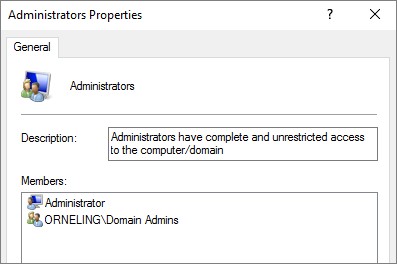 Administrators Properties
General
Administrators
Description: Administrators have complete and unrestricted access
to the computer/domain
Members:
Administrator
ORNELING\Domain Admins